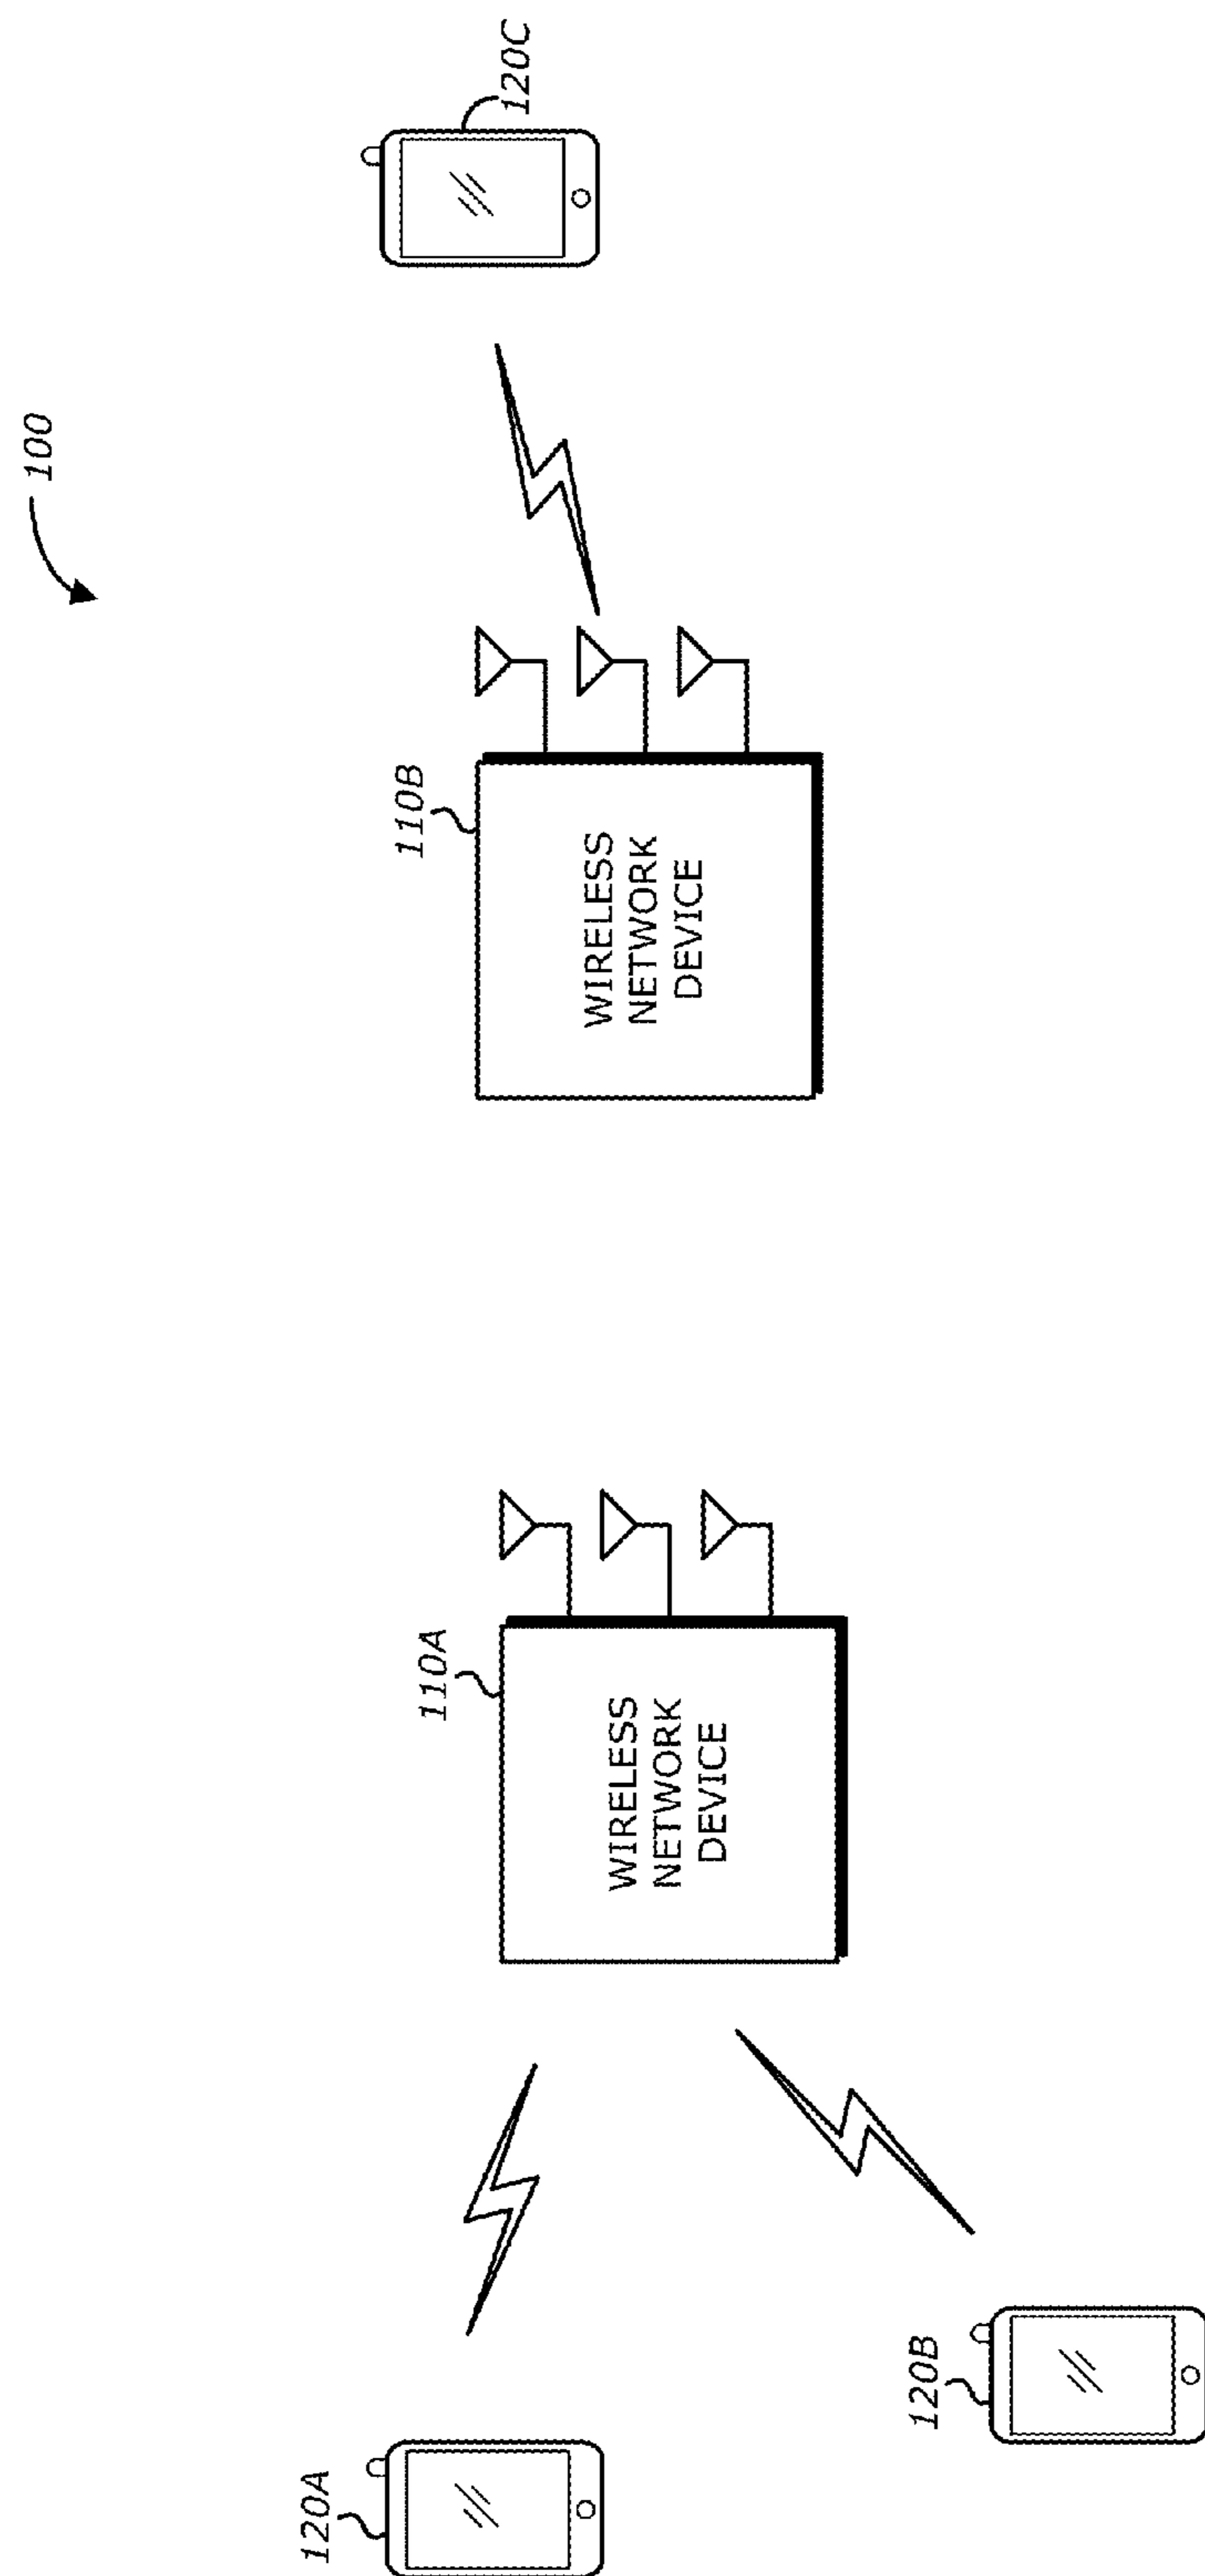 100
120A
110A
WIRELESS
NETWORK
DEVICE
110B
WIRELESS
NETWORK
DEVICE
120C
120B